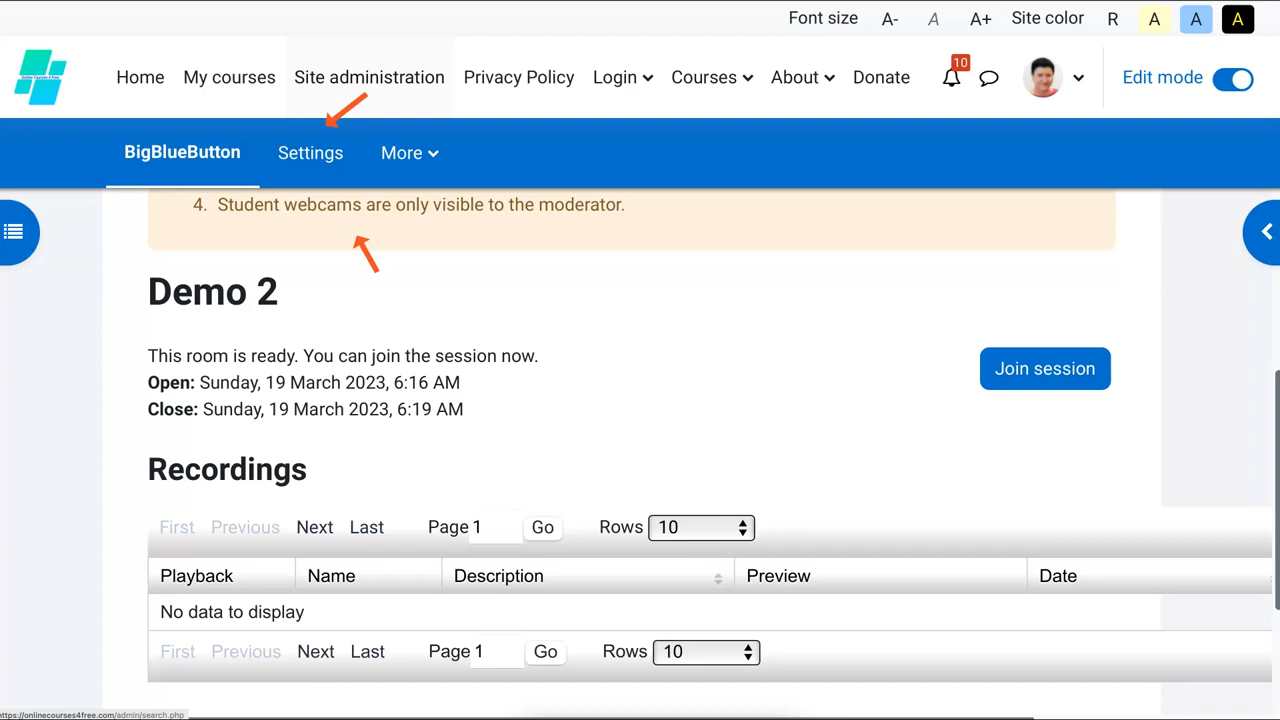 Font size A- A A+ Site color R A A A
Online Courses 4 Free
Home My courses Site administration Privacy Policy Login Courses About Donate 10 Edit mode
BigBlueButton Settings More
4. Student webcams are only visible to the moderator.
Demo 2
This room is ready. You can join the session now.
Join session
Open: Sunday, 19 March 2023, 6:16 AM
Close: Sunday, 19 March 2023, 6:19 AM
Recordings
First Previous Next Last Page 1 Go Rows 10
Playback Name Description Preview Date
No data to display
First Previous Next Last Page 1 Go Rows 10
https://onlinecourses4free.com/admin/search.php